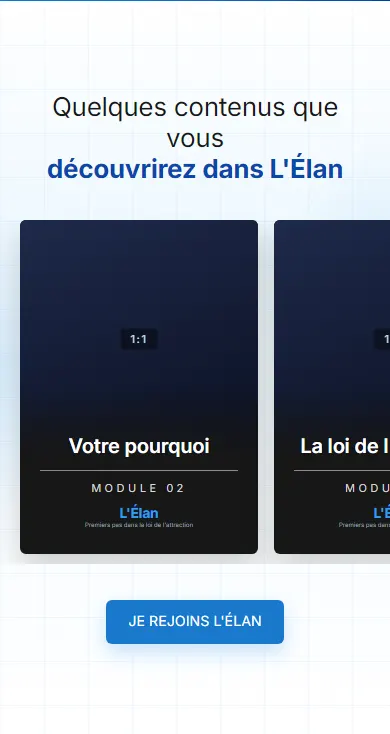 Quelques contenus que
vous
découvrirez dans L'Élan
1:1
Votre pourquoi
MODULE 02
L'Élan
Premiers pas dans la loi de l'attraction
La loi de l
JE REJOINS L'ÉLAN